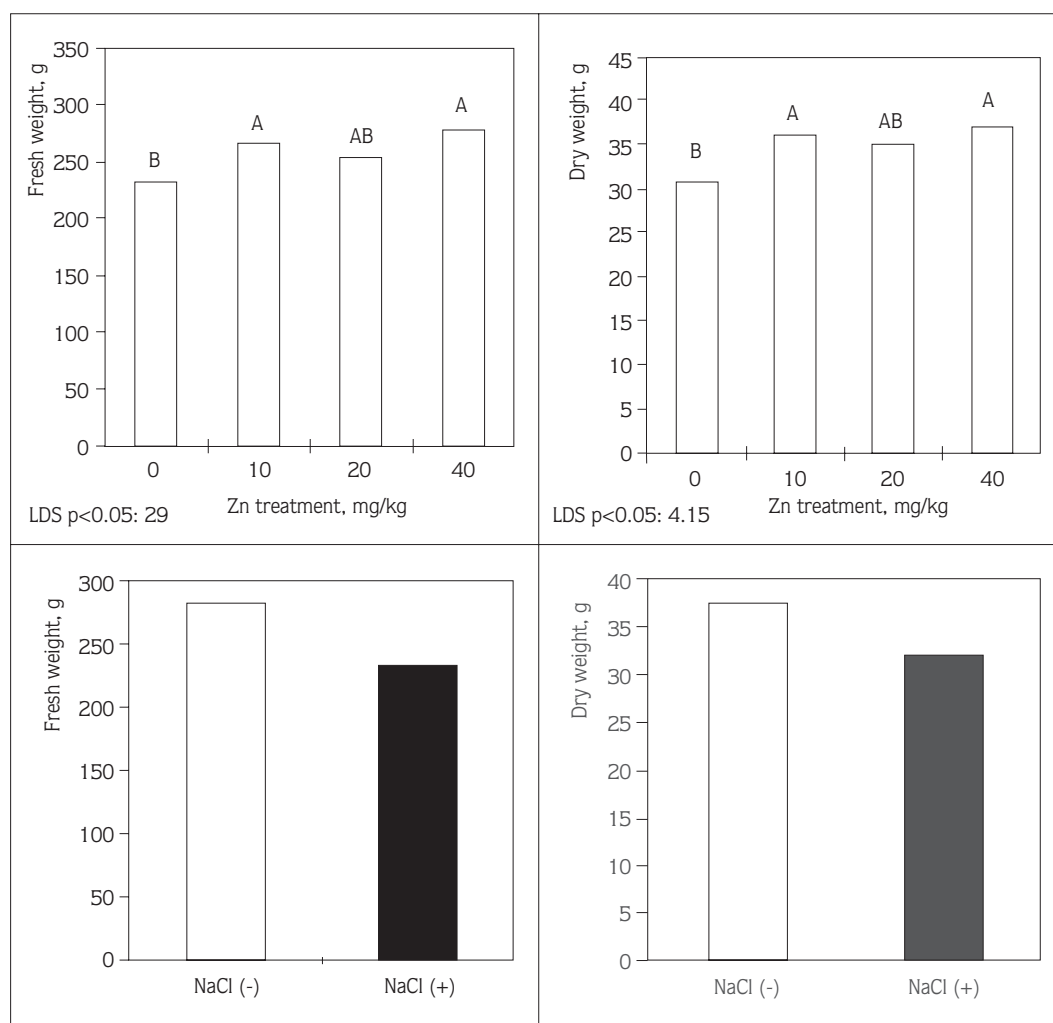 Fresh weight, g
350
300
250
200
150
100
50
0
B
A
AB
A
0 10 20 40
Zn treatment, mg/kg
LDS p<0.05: 29
Dry weight, g
45
40
35
30
25
20
15
10
5
0
B
A
AB
A
0 10 20 40
Zn treatment, mg/kg
LDS p<0.05: 4.15
Fresh weight, g
300
250
200
150
100
50
0
NaCl (-) NaCl (+)
Dry weight, g
40
35
30
25
20
15
10
5
0
NaCl (-) NaCl (+)